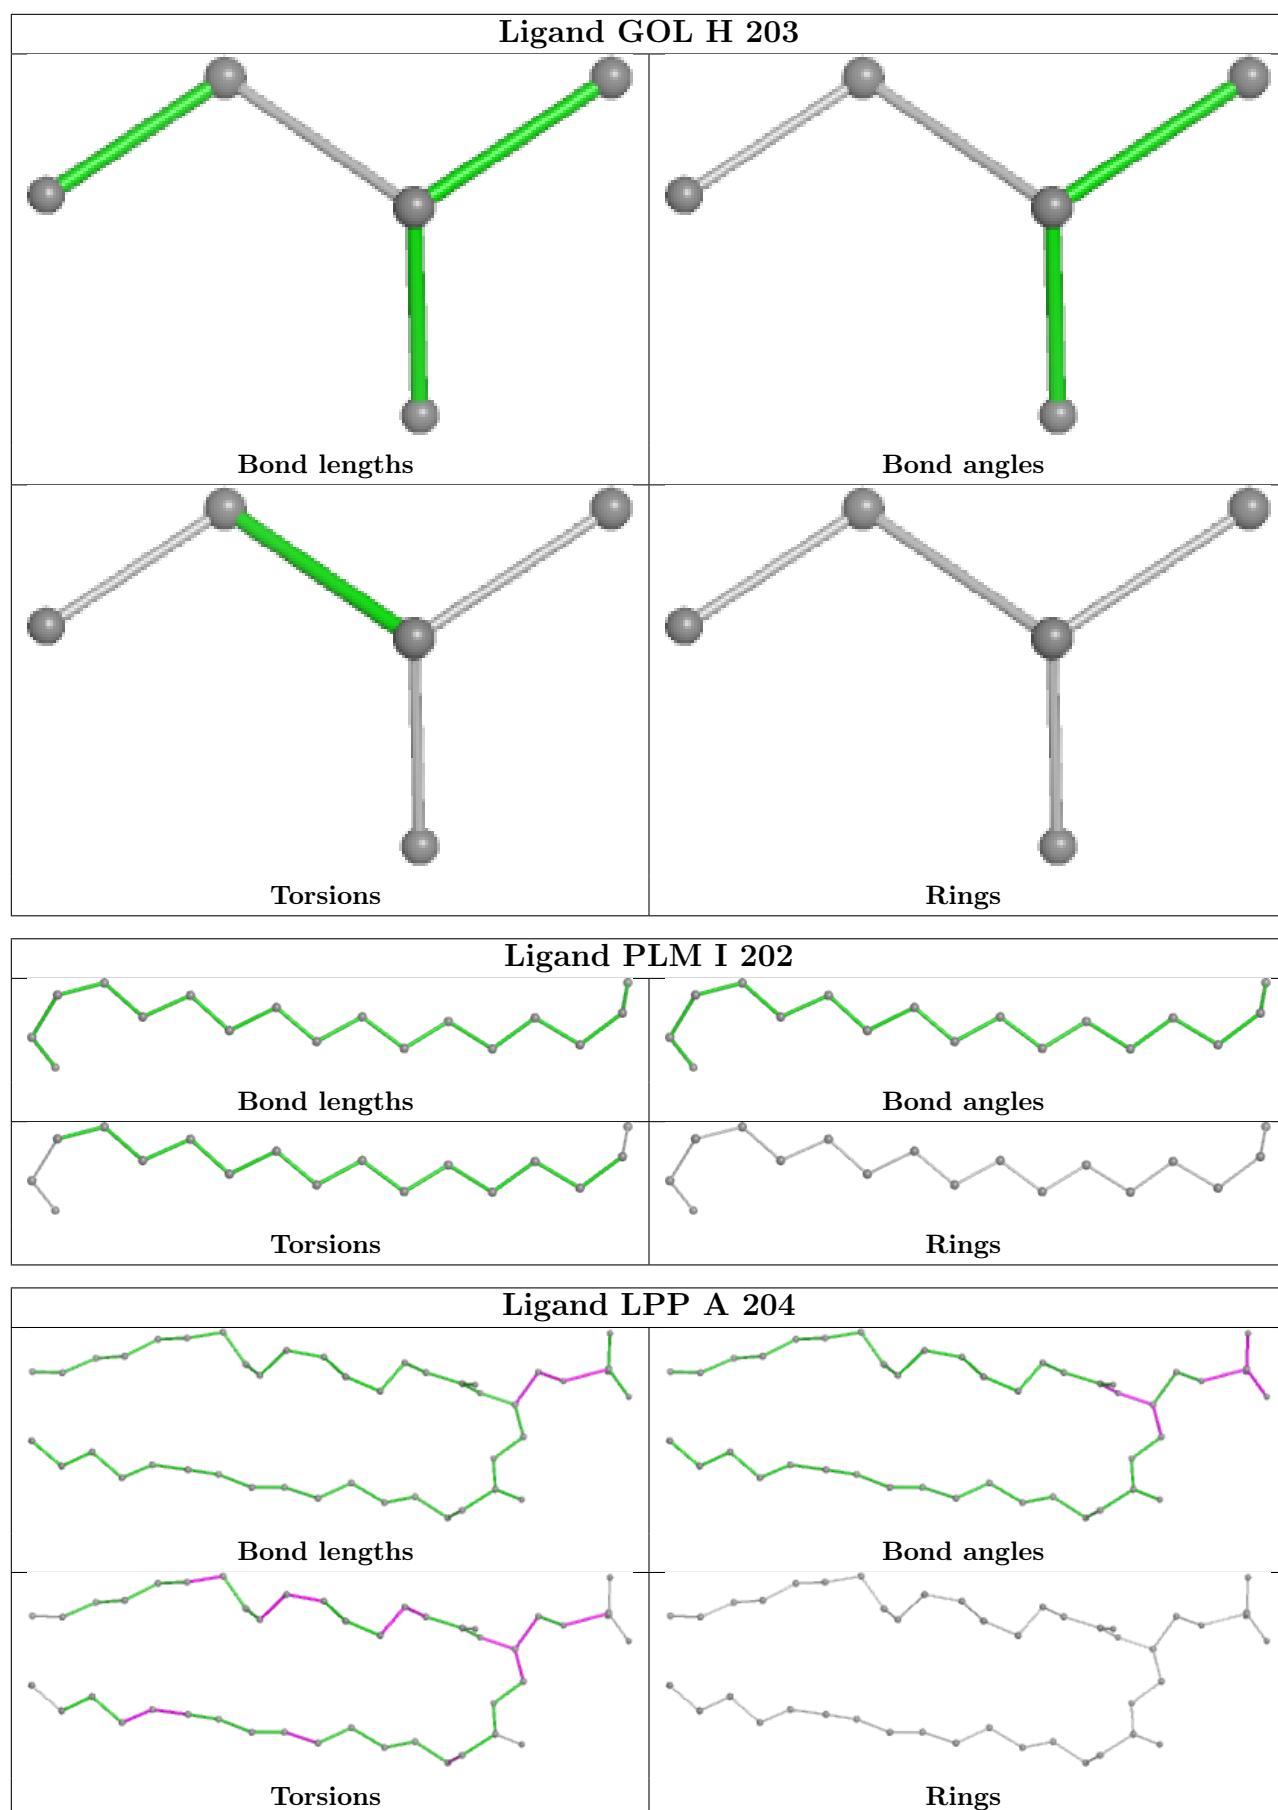 Ligand GOL H 203
Bond lengths
Bond angles
Torsions
Rings
Ligand PLM I 202
Bond lengths
Bond angles
Torsions
Rings
Ligand LPP A 204
Bond lengths
Bond angles
Torsions
Rings